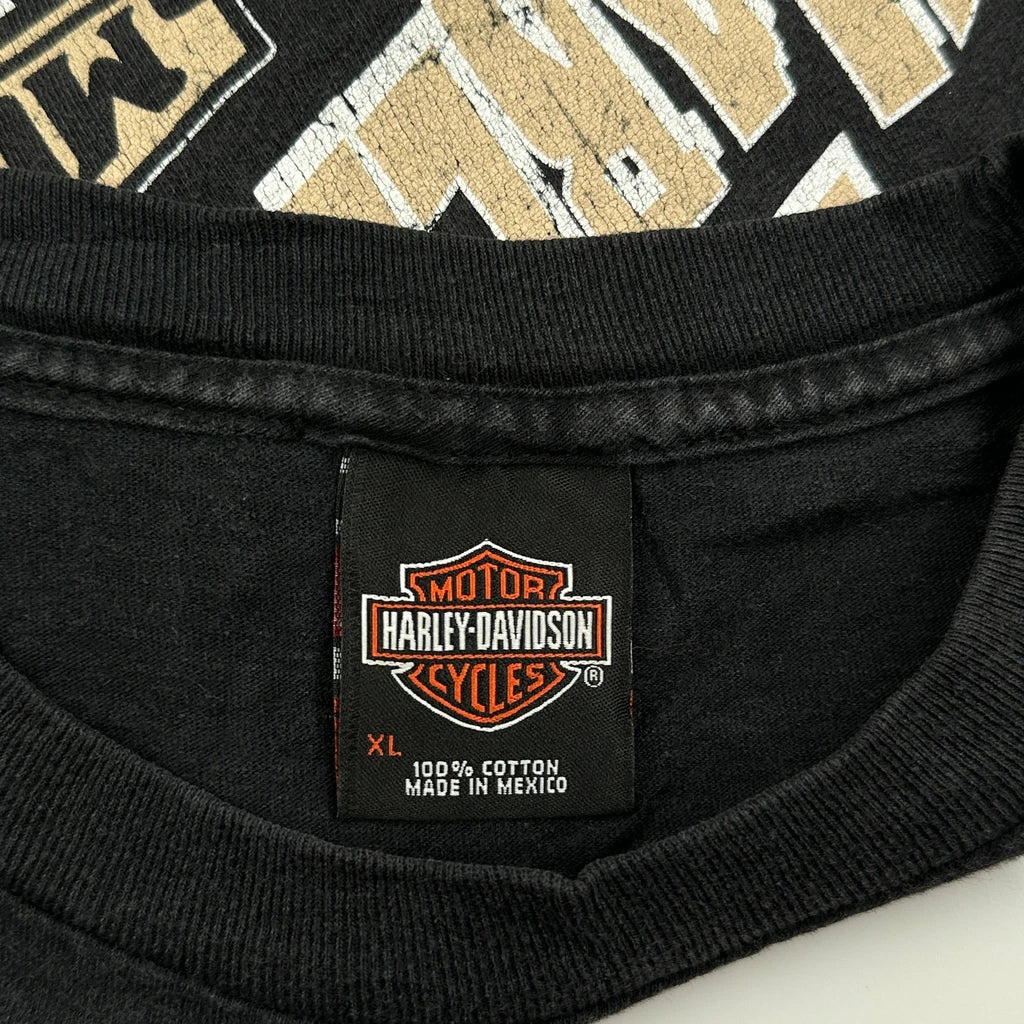 MOTOR
HARLEY-DAVIDSON
CYCLES
®
XL
100% COTTON
MADE IN MEXICO